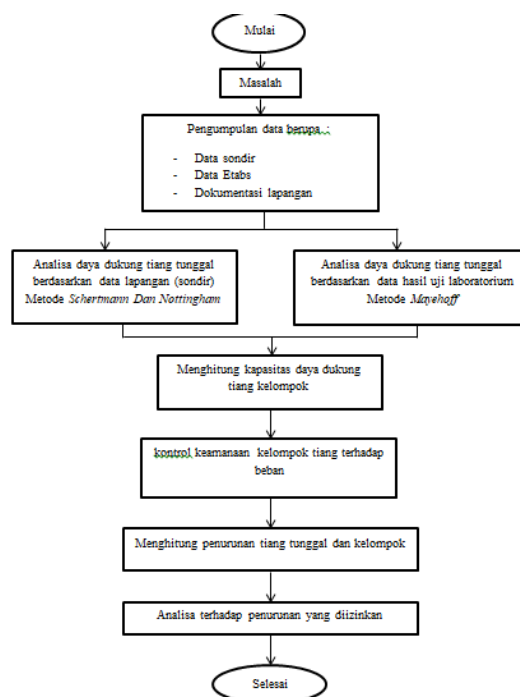 Mulai
Masalah
Pengumpulan data berupa :
- Data sondir
- Data Etabs
- Dokumentasi lapangan
Analisa daya dukung tiang tunggal
berdasarkan data lapangan (sondir)
Metode Schertmann Dan Nottingham
Analisa daya dukung tiang tunggal
berdasarkan data hasil uji laboratorium
Metode Mayehoff
Menghitung kapasitas daya dukung
tiang kelompok
kontrol keamanaan kelompok tiang terhadap
beban
Menghitung penurunan tiang tunggal dan kelompok
Analisa terhadap penurunan yang diizinkan
Selesai